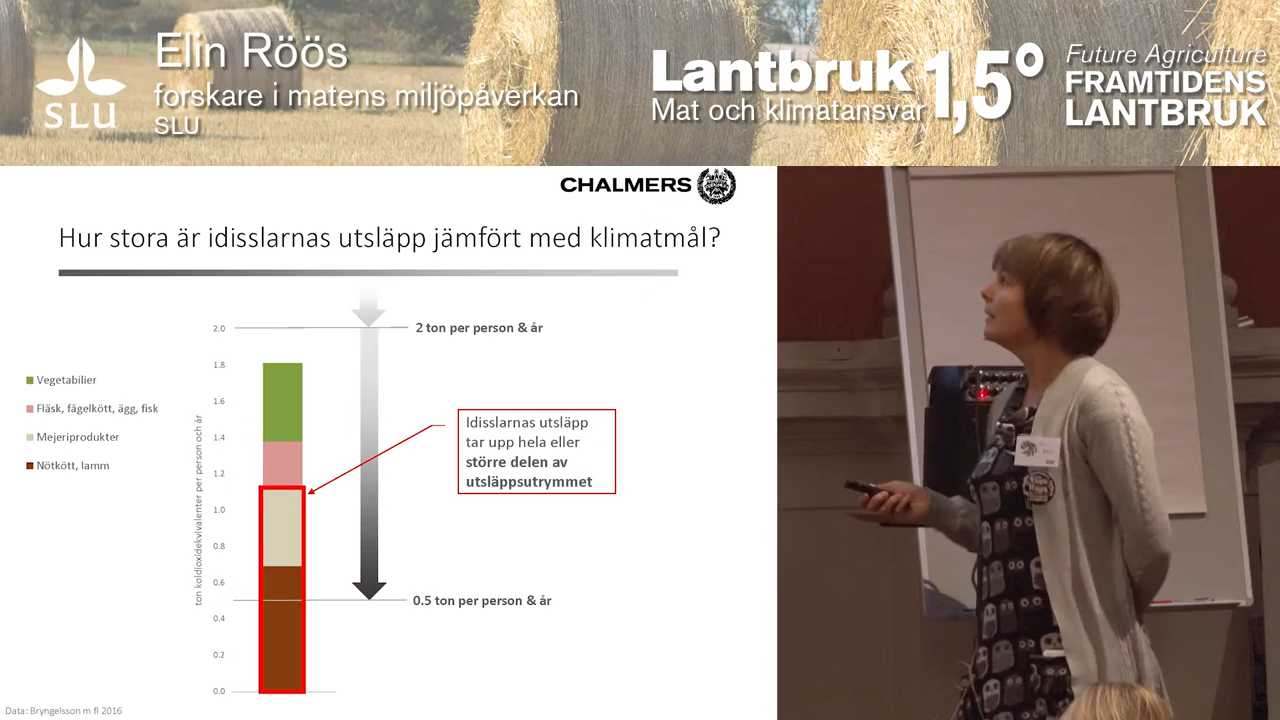 Elin Röös
forskare i matens miljöpåverkan
SLU
SLU
Lantbruk 1,5°
Mat och klimatansvar
Future Agriculture
FRAMTIDENS
LANTBRUK
CHALMERS
Hur stora är idisslarnas utsläpp jämfört med klimatmål?
2.0
1.8
1.6
1.4
1.2
1.0
0.8
0.6
0.4
0.2
0.0
ton koldioxidekvivalenter per person och år
2 ton per person & år
0.5 ton per person & år
Vegetabilier
Fläsk, fågelkött, ägg, fisk
Mejeriprodukter
Nötkött, lamm
Idisslarnas utsläpp
tar upp hela eller
större delen av
utsläppsutrymmet
Data: Bryngelsson m fl 2016